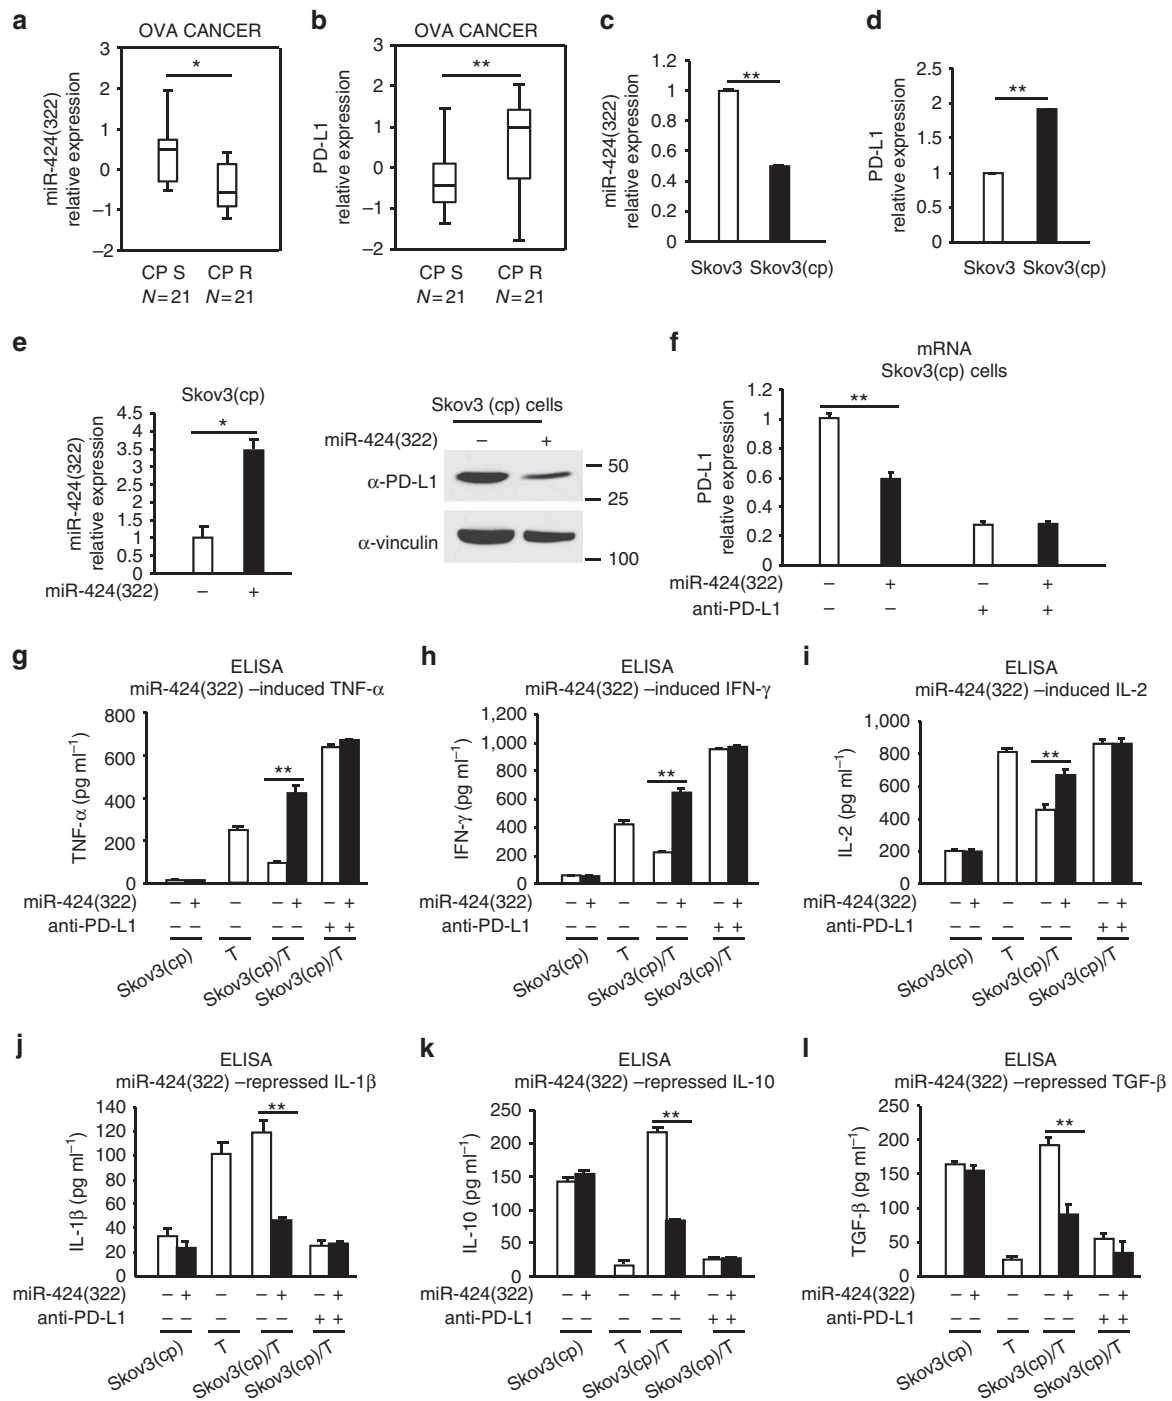 a
OVA CANCER
miR-424(322)
relative expression
3
2
1
0
–1
–2
*
CP S CP R
N=21 N=21
b
OVA CANCER
PD-L1
relative expression
3
2
1
0
–1
–2
**
CP S CP R
N=21 N=21
c
miR-424(322)
relative expression
1.2
1
0.8
0.6
0.4
0.2
0
**
Skov3 Skov3(cp)
d
PD-L1
relative expression
2.5
2
1.5
1
0.5
0
**
Skov3 Skov3(cp)
e
Skov3(cp)
miR-424(322)
relative expression
4.5
4
3.5
3
2.5
2
1.5
1
0.5
0
*
miR-424(322) – +
Skov3 (cp) cells
miR-424(322) – +
α-PD-L1
50
25
α-vinculin
100
f
mRNA
Skov3(cp) cells
PD-L1
relative expression
1.2
1
0.8
0.6
0.4
0.2
0
**
miR-424(322) – + – +
anti-PD-L1 – – + +
g
ELISA
miR-424(322) –induced TNF-α
TNF-α (pg ml–1)
800
600
400
200
0
**
miR-424(322) – + – – + – +
anti-PD-L1 – – – – – + +
Skov3(cp) T Skov3(cp)/T Skov3(cp)/T
h
ELISA
miR-424(322) –induced IFN-γ
IFN-γ (pg ml–1)
1,200
1,000
800
600
400
200
0
**
miR-424(322) – + – – + – +
anti-PD-L1 – – – – – + +
Skov3(cp) T Skov3(cp)/T Skov3(cp)/T
i
ELISA
miR-424(322) –induced IL-2
IL-2 (pg ml–1)
1,000
800
600
400
200
0
**
miR-424(322) – + – – + – +
anti-PD-L1 – – – – – + +
Skov3(cp) T Skov3(cp)/T Skov3(cp)/T
j
ELISA
miR-424(322) –repressed IL-1β
IL-1β (pg ml–1)
140
120
100
80
60
40
20
0
**
miR-424(322) – + – – + – +
anti-PD-L1 – – – – – + +
Skov3(cp) T Skov3(cp)/T Skov3(cp)/T
k
ELISA
miR-424(322) –repressed IL-10
IL-10 (pg ml–1)
250
200
150
100
50
0
**
miR-424(322) – + – – + – +
anti-PD-L1 – – – – – + +
Skov3(cp) T Skov3(cp)/T Skov3(cp)/T
l
ELISA
miR-424(322) –repressed TGF-β
TGF-β (pg ml–1)
250
200
150
100
50
0
**
miR-424(322) – + – – + – +
anti-PD-L1 – – – – – + +
Skov3(cp) T Skov3(cp)/T Skov3(cp)/T